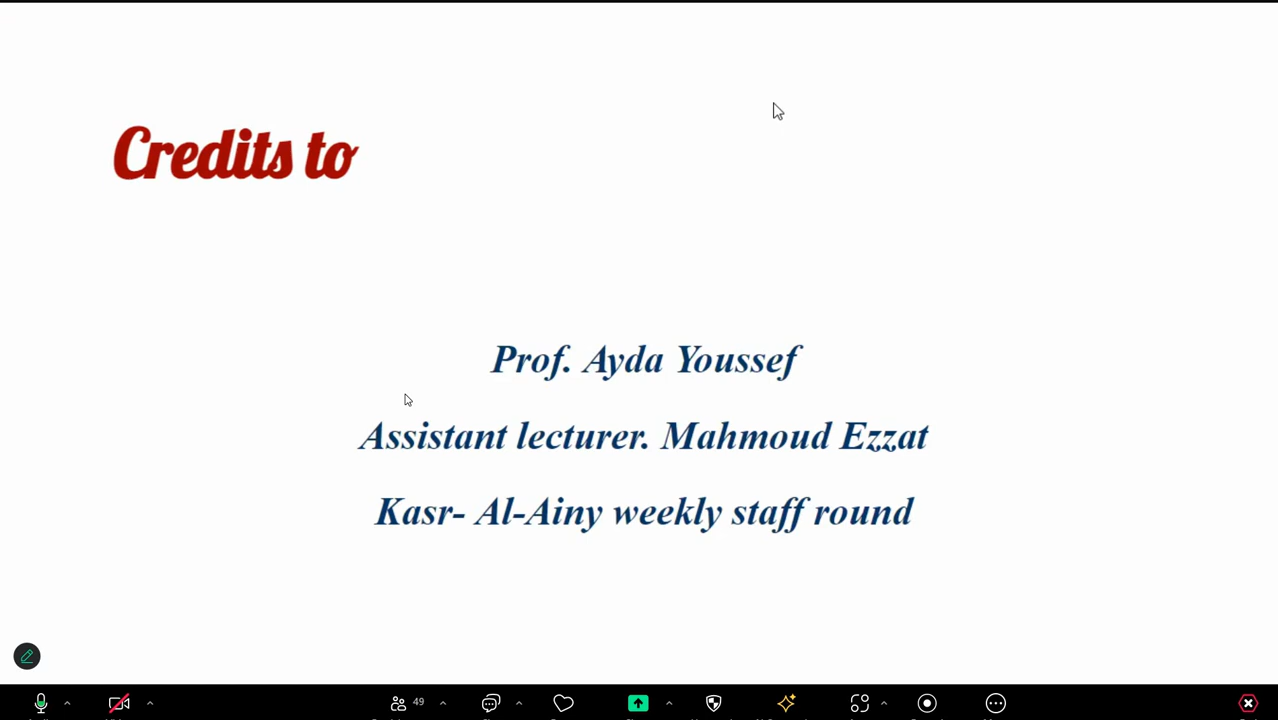 Credits to
Prof. Ayda Youssef
Assistant lecturer. Mahmoud Ezzat
Kasr- Al-Ainy weekly staff round
49